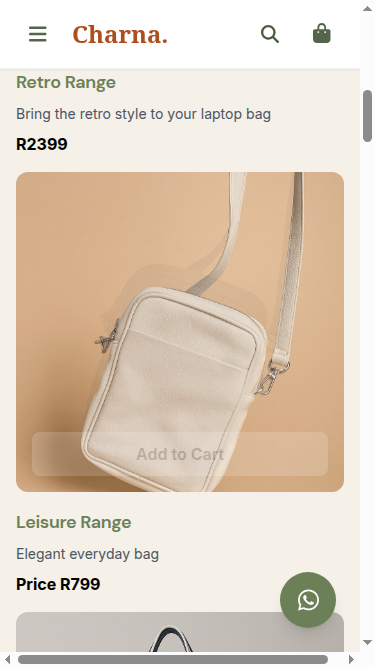 Charna.
Retro Range
Bring the retro style to your laptop bag
R2399
Add to Cart
Leisure Range
Elegant everyday bag
Price R799